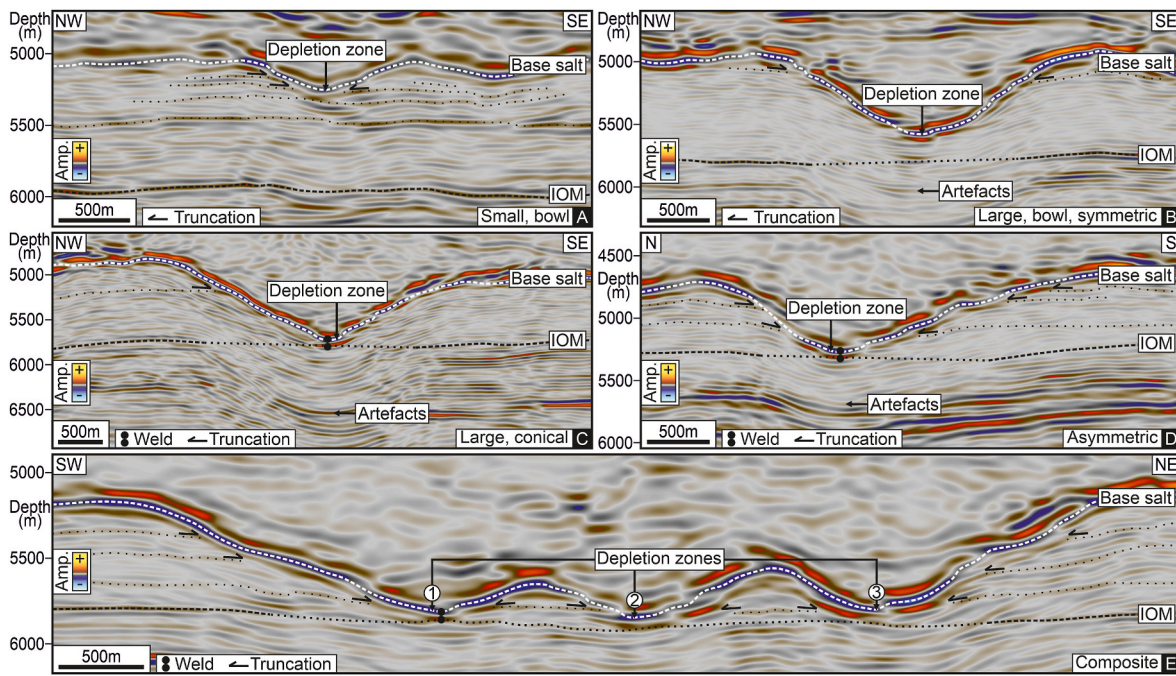 Depth
(m)
NW
SE
5000
5500
6000
Depletion zone
Base salt
Amp.
+
-
IOM
500m
Truncation
Small, bowl A
Depth
(m)
NW
SE
5000
5500
6000
Depletion zone
Base salt
Amp.
+
-
IOM
Artefacts
500m
Truncation
Large, bowl, symmetric B
Depth
(m)
NW
SE
5000
5500
6000
6500
Depletion zone
Base salt
IOM
Amp.
+
-
Artefacts
500m
Weld
Truncation
Large, conical C
N
S
4500
Depth
(m)
5000
5500
6000
Depletion zone
Base salt
IOM
Amp.
+
-
Artefacts
500m
Weld
Truncation
Asymmetric D
SW
NE
5000
Depth
(m)
5500
6000
Base salt
Depletion zones
Amp.
+
-
1
2
3
IOM
500m
Weld
Truncation
Composite E